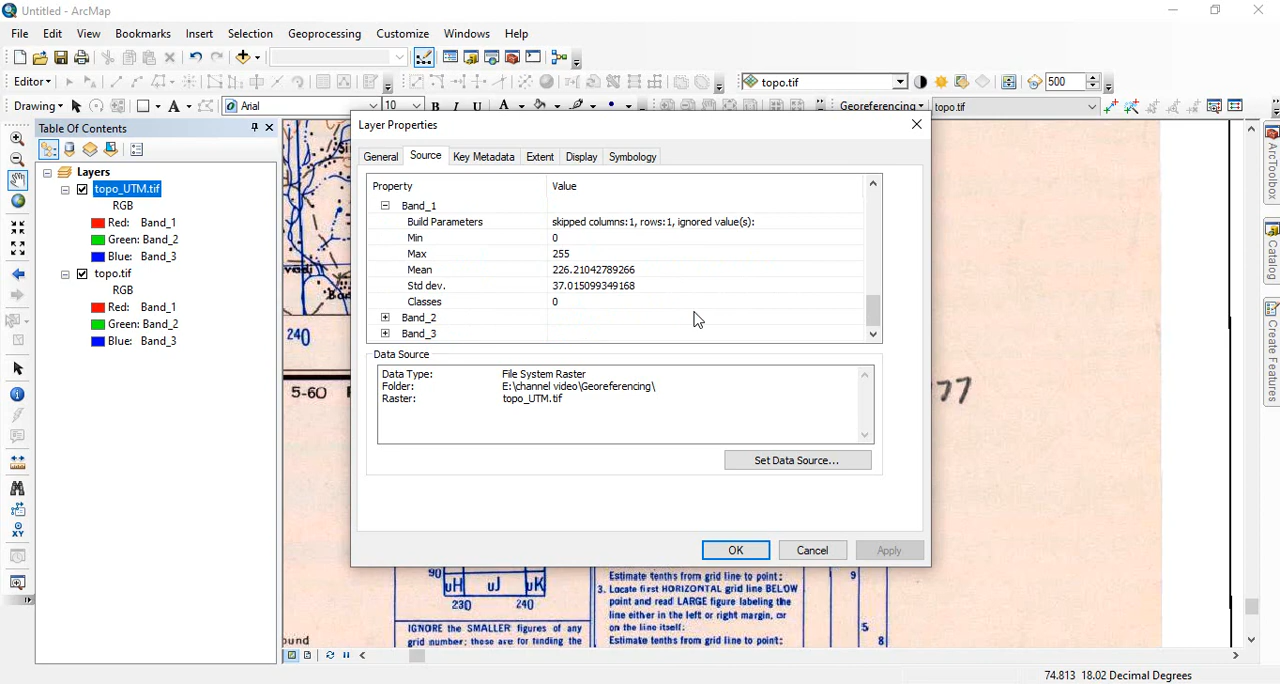 Untitled - ArcMap
File Edit View Bookmarks Insert Selection Geoprocessing Customize Windows Help
Editor topo.tif 500
Drawing A Arial 10 B I U A Georeferencing topo.tif
Table Of Contents
Layers
topo_UTM.tif
RGB
Red: Band_1
Green: Band_2
Blue: Band_3
topo.tif
RGB
Red: Band_1
Green: Band_2
Blue: Band_3
Layer Properties
General Source Key Metadata Extent Display Symbology
Property Value
Band_1
Build Parameters skipped columns:1, rows:1, ignored value(s):
Min 0
Max 255
Mean 226.21042789266
Std dev. 37.015099349168
Classes 0
Band_2
Band_3
Data Source
Data Type: File System Raster
Folder: E:\channel video\Georeferencing\
Raster: topo_UTM.tif
Set Data Source...
OK Cancel Apply
ArcToolbox
Catalog
Create Features
vadi
240
5-60
77
90 uH uJ uK
230 240
IGNORE the SMALLER figures of any
grid number; these are for finding the
Estimate tenths from grid line to point: 9
3. Locate first HORIZONTAL grid line BELOW
point and read LARGE figure labeling the
line either in the left or right margin, or
on the line itself: 5
Estimate tenths from grid line to point: 8
ound
XY
74.813 18.02 Decimal Degrees